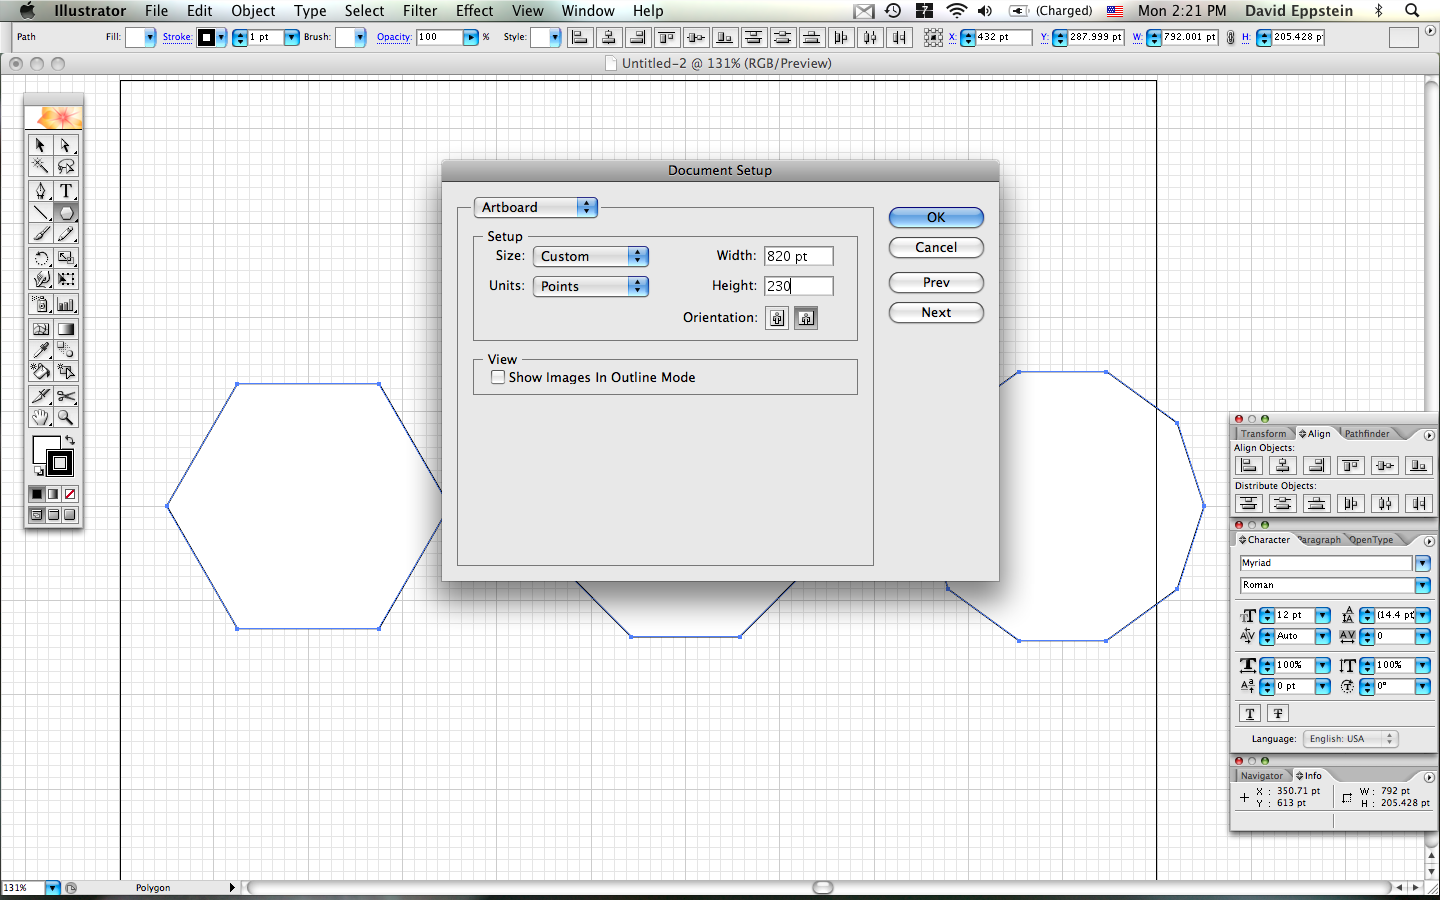 Illustrator File Edit Object Type Select Filter Effect View Window Help (Charged) Mon 2:21 PM David Eppstein
Path Fill: Stroke: 1 pt Brush: Opacity: 100 % Style: X: 432 pt Y: 287.999 pt W: 792.001 pt H: 205.428 pt
Untitled-2 @ 131% (RGB/Preview)
Document Setup
Artboard
OK
Setup
Size: Custom Width: 820 pt
Cancel
Units: Points Height: 230
Prev
Orientation:
Next
View
Show Images In Outline Mode
Transform Align Pathfinder
Align Objects:
Distribute Objects:
Character Paragraph OpenType
Myriad
Roman
12 pt (14.4 pt
Auto 0
100% 100%
0 pt 0°
Language: English: USA
Navigator Info
X : 350.71 pt W : 792 pt
Y : 613 pt H : 205.428 pt
131% Polygon